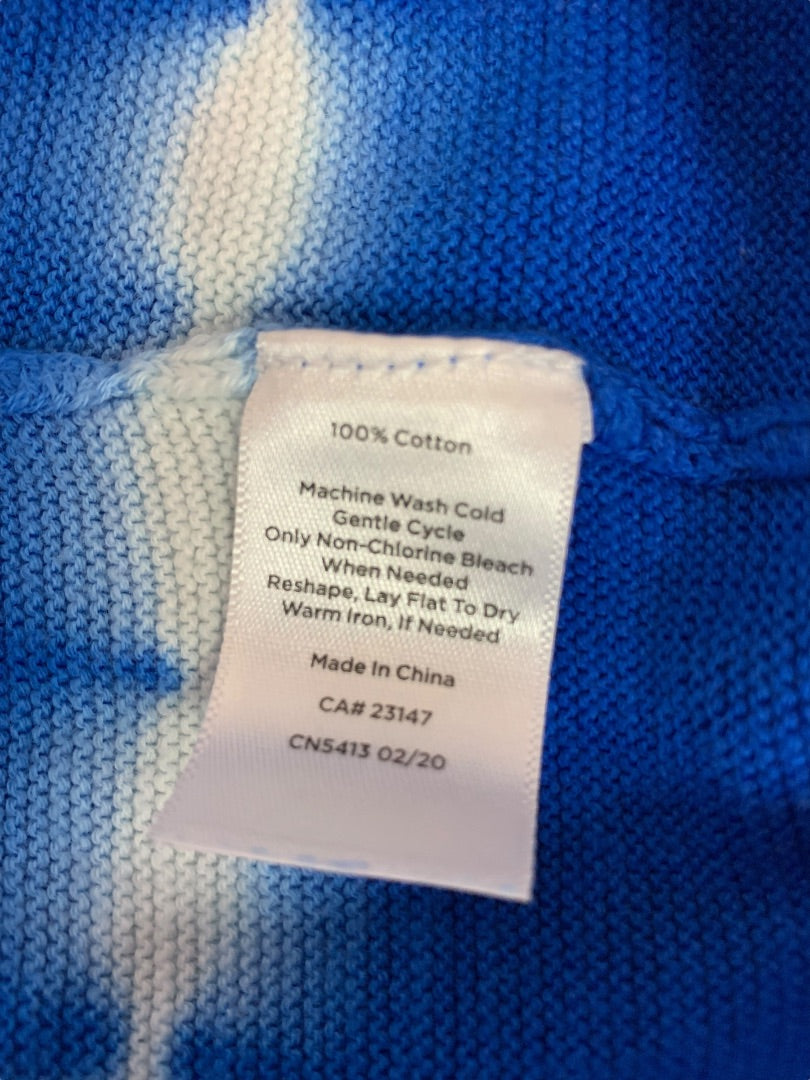 100% Cotton
Machine Wash Cold
Gentle Cycle
Only Non-Chlorine Bleach
When Needed
Reshape, Lay Flat To Dry
Warm Iron, If Needed
Made In China
CA# 23147
CN5413 02/20